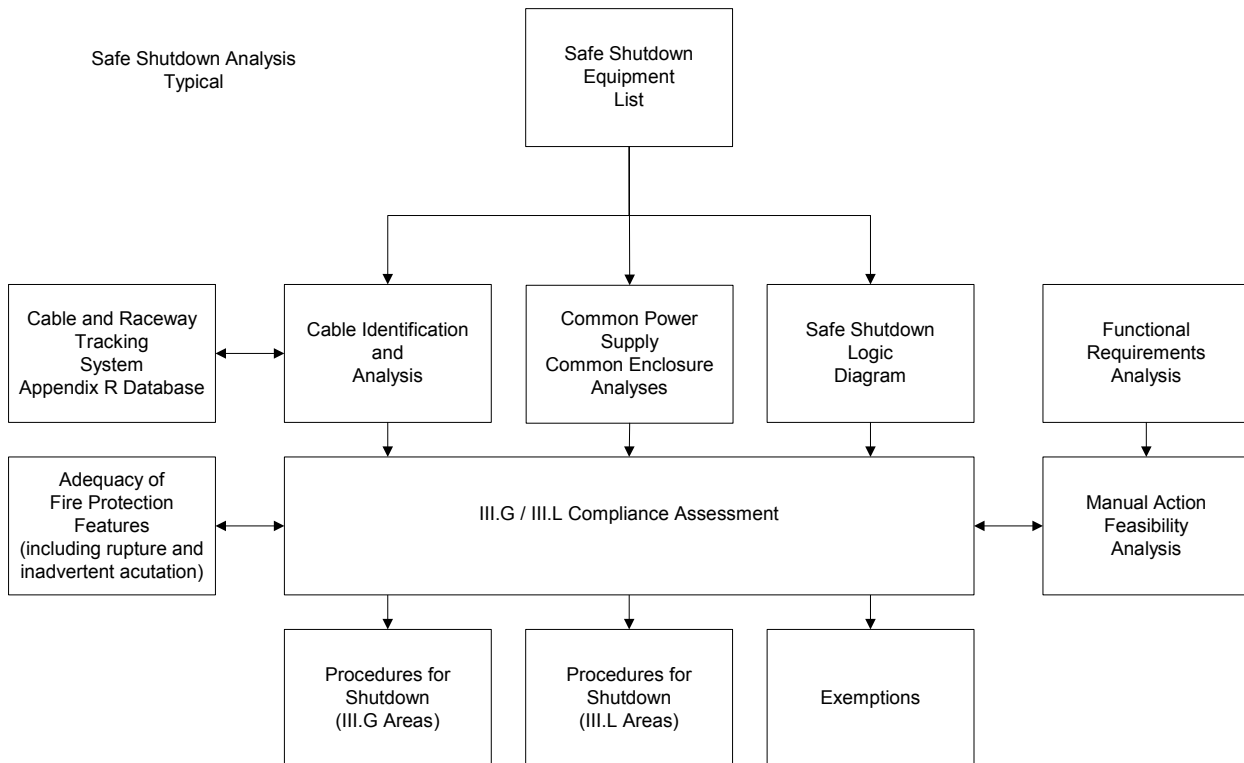 Safe Shutdown Analysis
Typical
Safe Shutdown
Equipment
List
Cable and Raceway
Tracking
System
Appendix R Database
Cable Identification
and
Analysis
Common Power
Supply
Common Enclosure
Analyses
Safe Shutdown
Logic
Diagram
Functional
Requirements
Analysis
Adequacy of
Fire Protection
Features
(including rupture and
inadvertent acutation)
III.G / III.L Compliance Assessment
Manual Action
Feasibility
Analysis
Procedures for
Shutdown
(III.G Areas)
Procedures for
Shutdown
(III.L Areas)
Exemptions